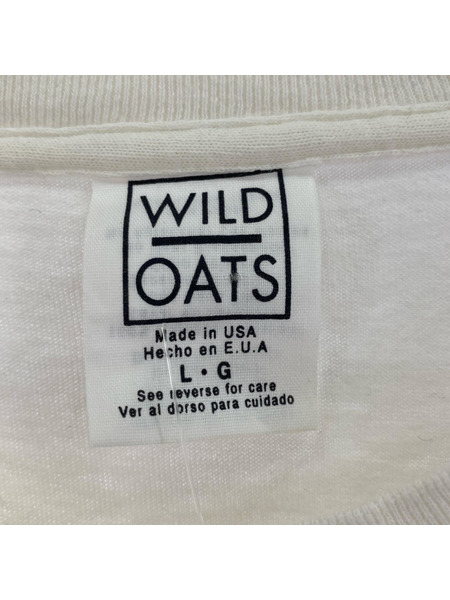 WILD
OATS
Made in USA
Hecho en E.U.A
L • G
See reverse for care
Ver al dorso para cuidado